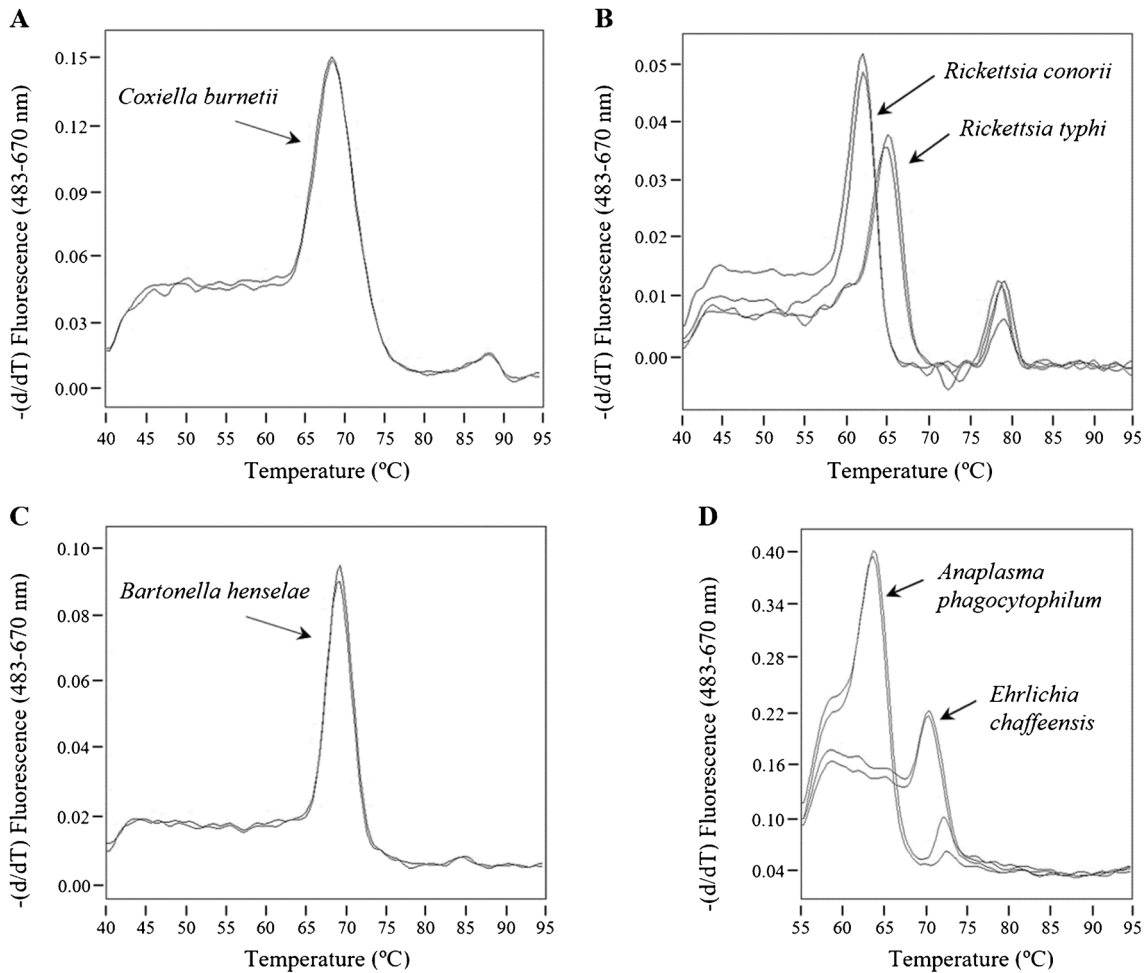 A
-(d/dT) Fluorescence (483-670 nm)
0.15
0.12
0.09
0.06
0.03
0.00
Coxiella burnetii
40 45 50 55 60 65 70 75 80 85 90 95
Temperature (ºC)
B
-(d/dT) Fluorescence (483-670 nm)
0.05
0.04
0.03
0.02
0.01
0.00
Rickettsia conorii
Rickettsia typhi
40 45 50 55 60 65 70 75 80 85 90 95
Temperature (ºC)
C
-(d/dT) Fluorescence (483-670 nm)
0.10
0.08
0.06
0.04
0.02
0.00
Bartonella henselae
40 45 50 55 60 65 70 75 80 85 90 95
Temperature (ºC)
D
-(d/dT) Fluorescence (483-670 nm)
0.40
0.34
0.28
0.22
0.16
0.10
0.04
Anaplasma
phagocytophilum
Ehrlichia
chaffeensis
55 60 65 70 75 80 85 90 95
Temperature (ºC)